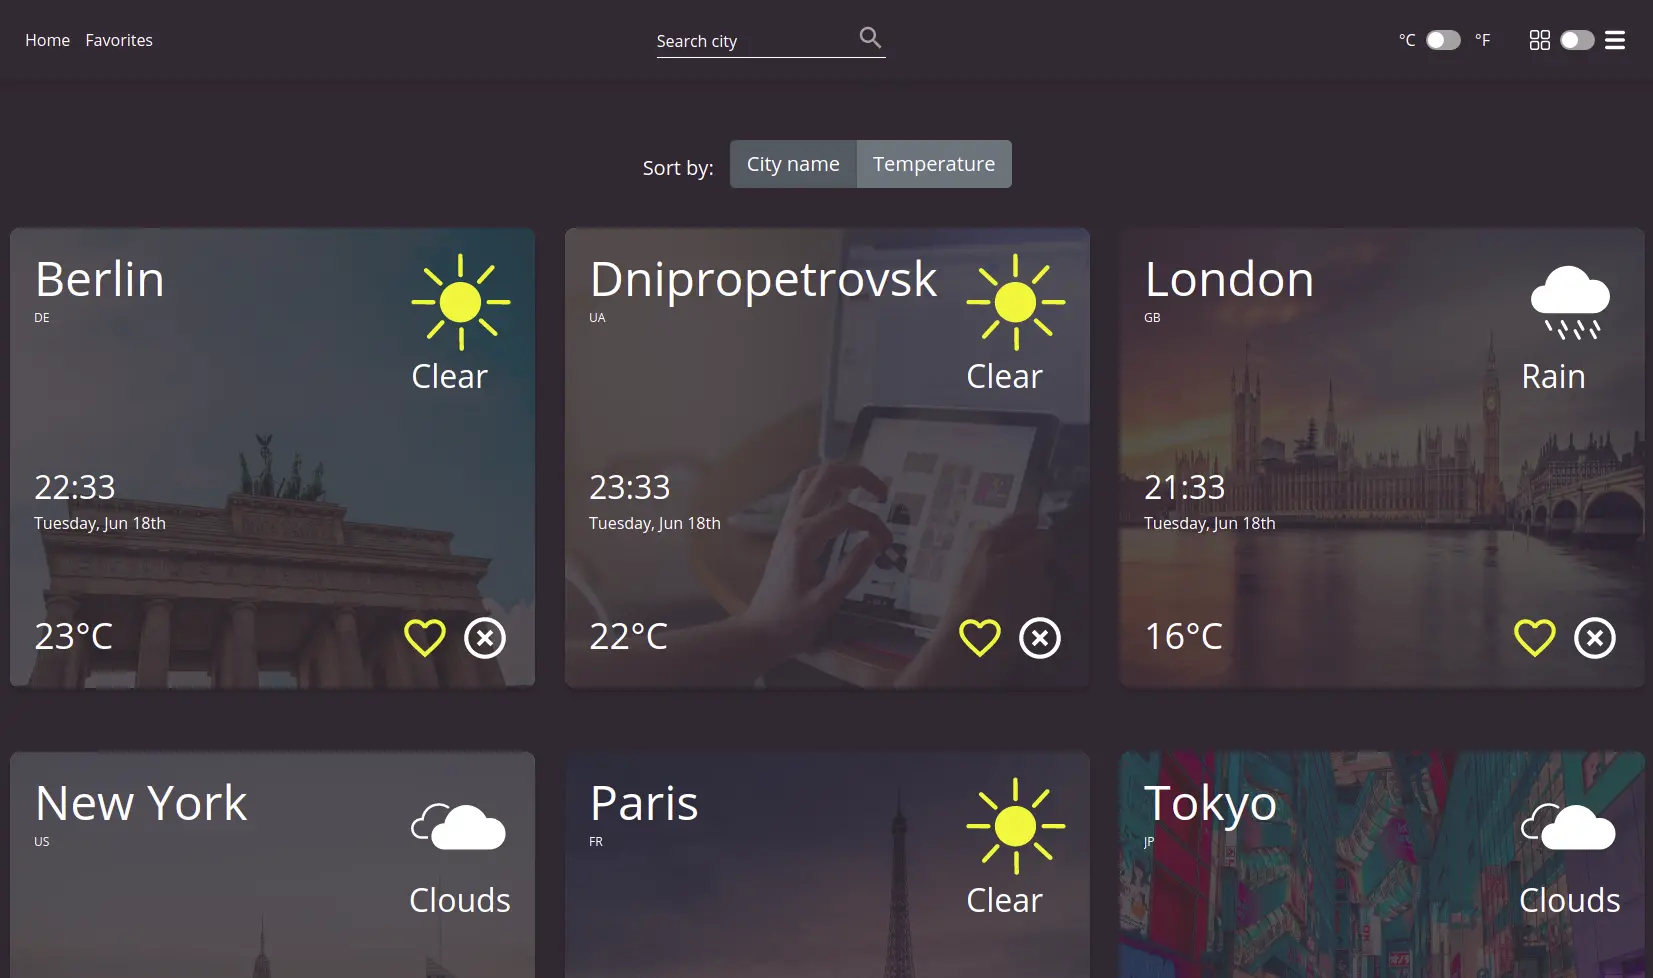 Home Favorites
Search city
°C °F
Sort by: City name Temperature
Berlin
DE
Clear
22:33
Tuesday, Jun 18th
23°C
Dnipropetrovsk
UA
Clear
23:33
Tuesday, Jun 18th
22°C
London
GB
Rain
21:33
Tuesday, Jun 18th
16°C
New York
US
Clouds
Paris
FR
Clear
Tokyo
JP
Clouds